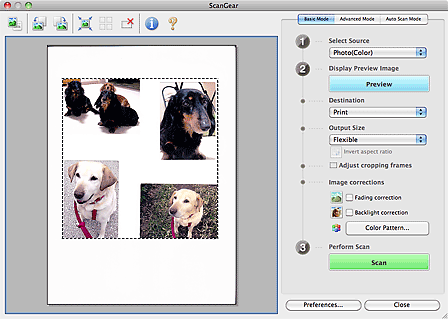 ScanGear
Basic Mode Advanced Mode Auto Scan Mode
1 Select Source
Photo(Color)
2 Display Preview Image
Preview
Destination
Print
Output Size
Flexible
Invert aspect ratio
Adjust cropping frames
Image corrections
Fading correction
Backlight correction
Color Pattern...
3 Perform Scan
Scan
Preferences... Close